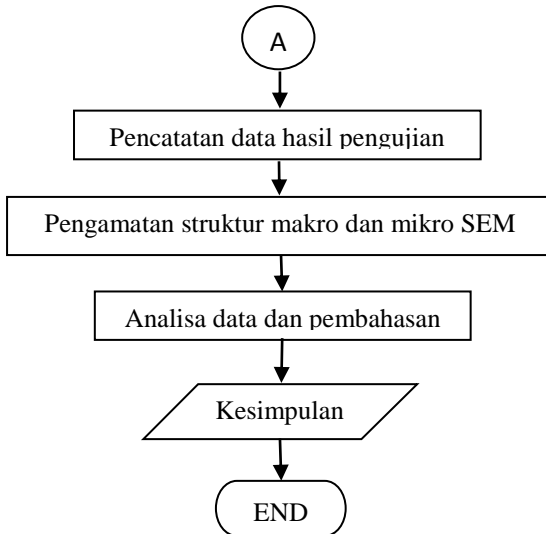 A
Pencatatan data hasil pengujian
Pengamatan struktur makro dan mikro SEM
Analisa data dan pembahasan
Kesimpulan
END